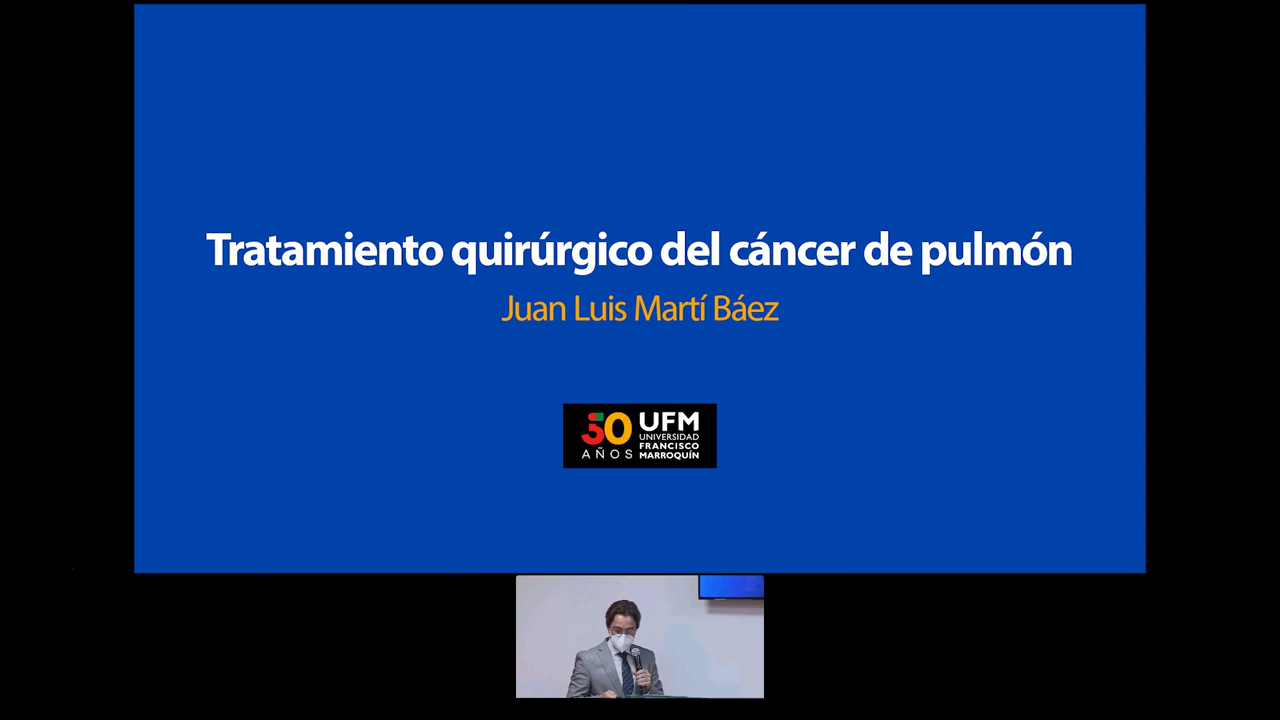 Tratamiento quirúrgico del cáncer de pulmón
Juan Luis Martí Báez
50 AÑOS
UFM
UNIVERSIDAD
FRANCISCO
MARROQUÍN